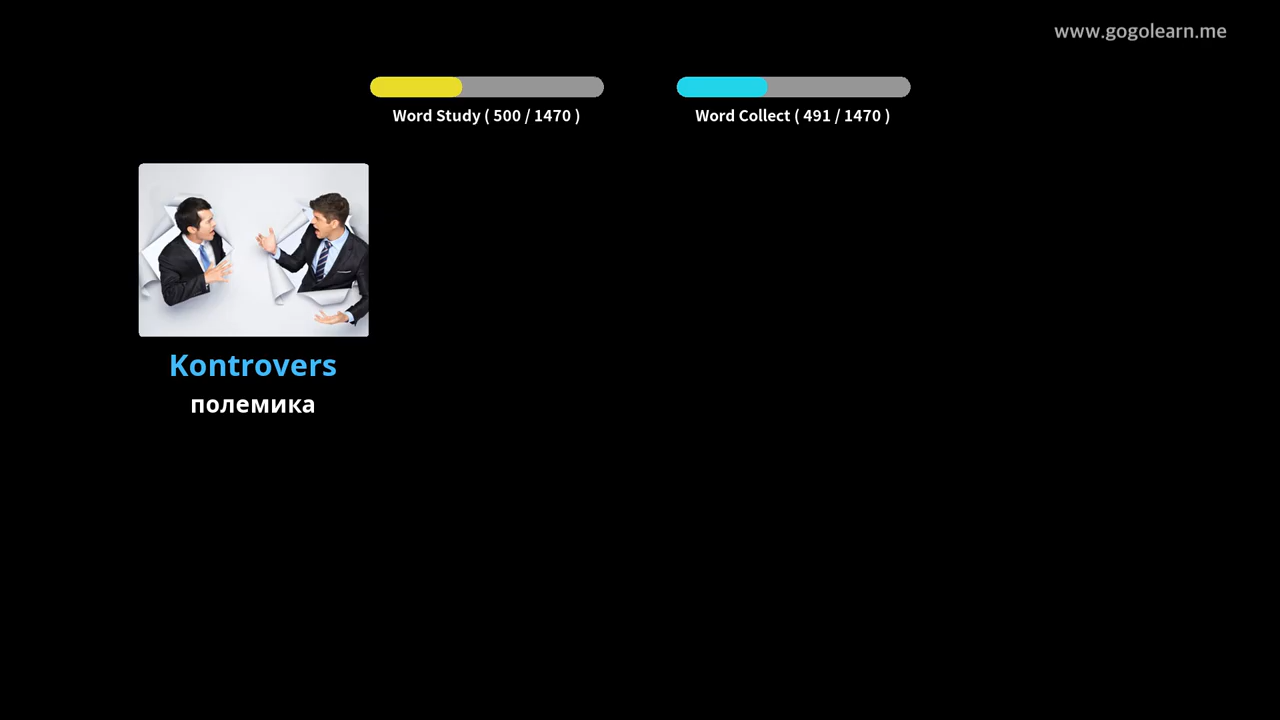 www.gogolearn.me
Word Study ( 500 / 1470 )
Word Collect ( 491 / 1470 )
Kontrovers
полемика